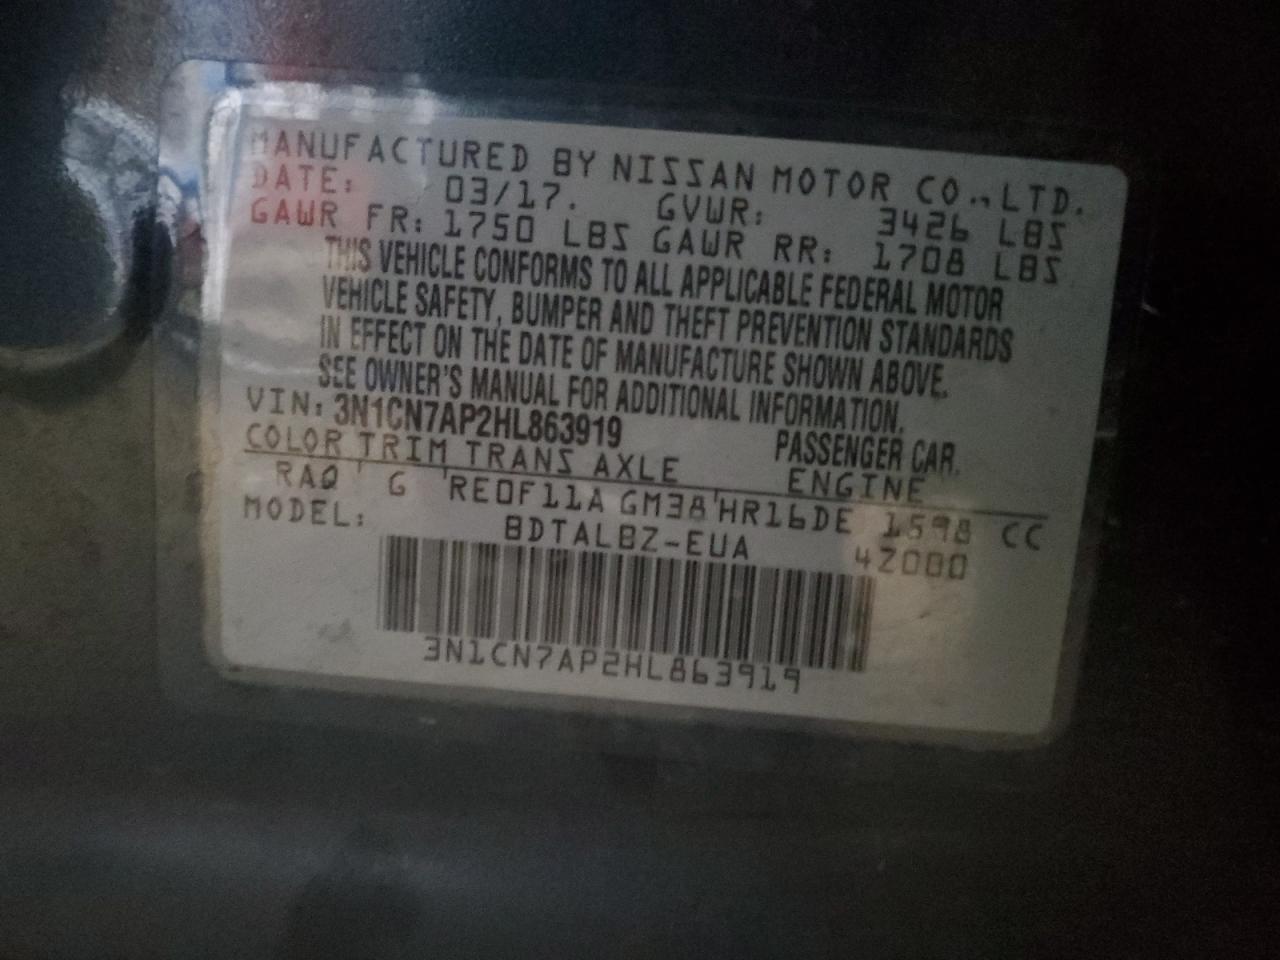 MANUFACTURED BY NISSAN MOTOR CO., LTD.
DATE: 03/17. GVWR: 3426 LBS
GAWR FR: 1750 LBS GAWR RR: 1708 LBS
THIS VEHICLE CONFORMS TO ALL APPLICABLE FEDERAL MOTOR
VEHICLE SAFETY, BUMPER AND THEFT PREVENTION STANDARDS
IN EFFECT ON THE DATE OF MANUFACTURE SHOWN ABOVE.
SEE OWNER'S MANUAL FOR ADDITIONAL INFORMATION.
VIN: 3N1CN7AP2HL863919 PASSENGER CAR.
COLOR TRIM TRANS AXLE ENGINE
RAQ G RE0F11A GM38 HR16DE 1598 CC
MODEL: BDTALBZ-EUA 4Z000
3N1CN7AP2HL863919